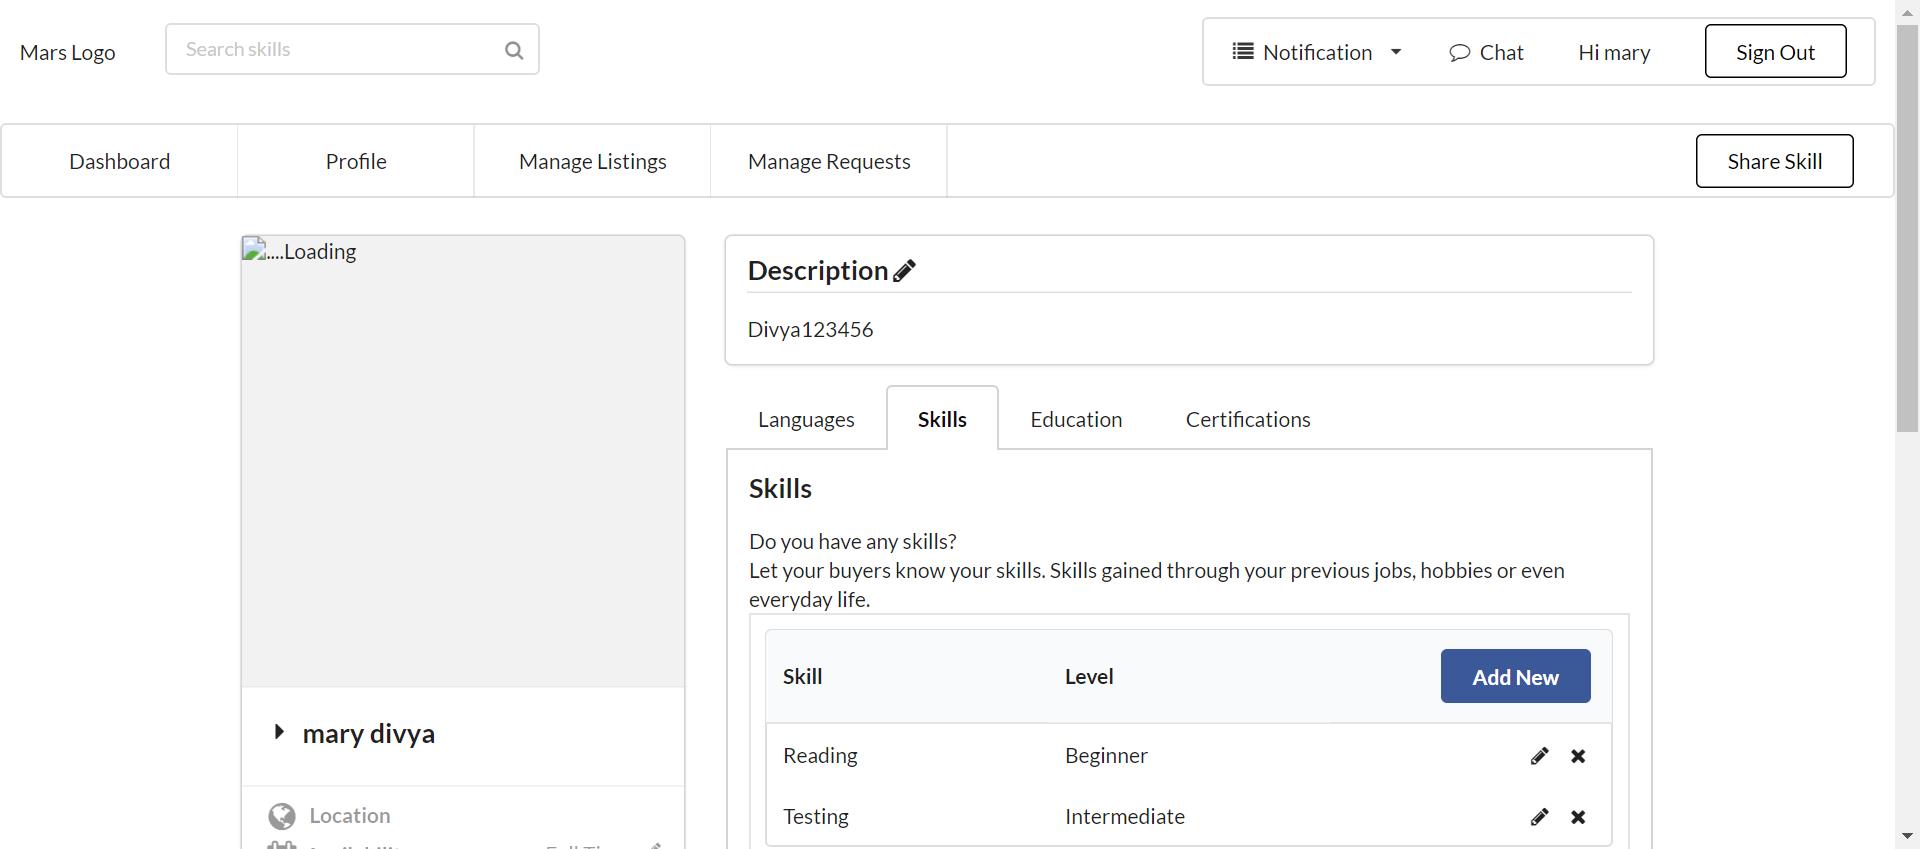 Mars Logo
Search skills
Notification
Chat
Hi mary
Sign Out
Dashboard
Profile
Manage Listings
Manage Requests
Share Skill
....Loading
mary divya
Location
Description
Divya123456
Languages
Skills
Education
Certifications
Skills
Do you have any skills?
Let your buyers know your skills. Skills gained through your previous jobs, hobbies or even
everyday life.
Skill Level Add New
Reading Beginner
Testing Intermediate